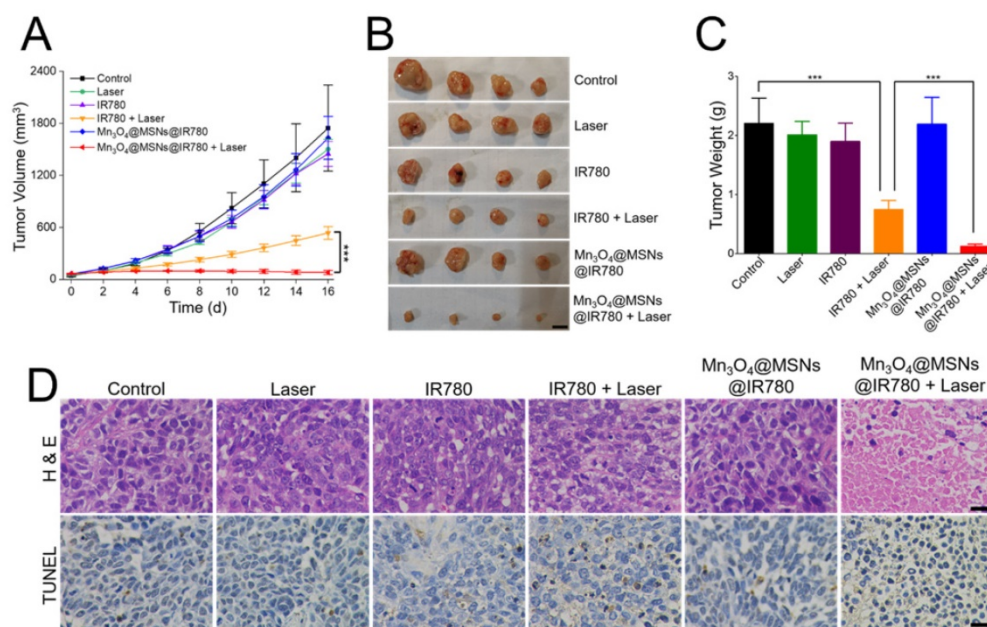 A
Tumor Volume (mm³)
2400
1800
1200
600
0
0 2 4 6 8 10 12 14 16
Time (d)
Control
Laser
IR780
IR780 + Laser
Mn₃O₄@MSNs@IR780
Mn₃O₄@MSNs@IR780 + Laser
***
B
Control
Laser
IR780
IR780 + Laser
Mn₃O₄@MSNs
@IR780
Mn₃O₄@MSNs
@IR780 + Laser
C
Tumor Weight (g)
3
2
1
0
*** ***
Control
Laser
IR780
IR780 + Laser
Mn₃O₄@MSNs
@IR780
Mn₃O₄@MSNs
@IR780 + Laser
D
Control
Laser
IR780
IR780 + Laser
Mn₃O₄@MSNs
@IR780
Mn₃O₄@MSNs
@IR780 + Laser
H & E
TUNEL